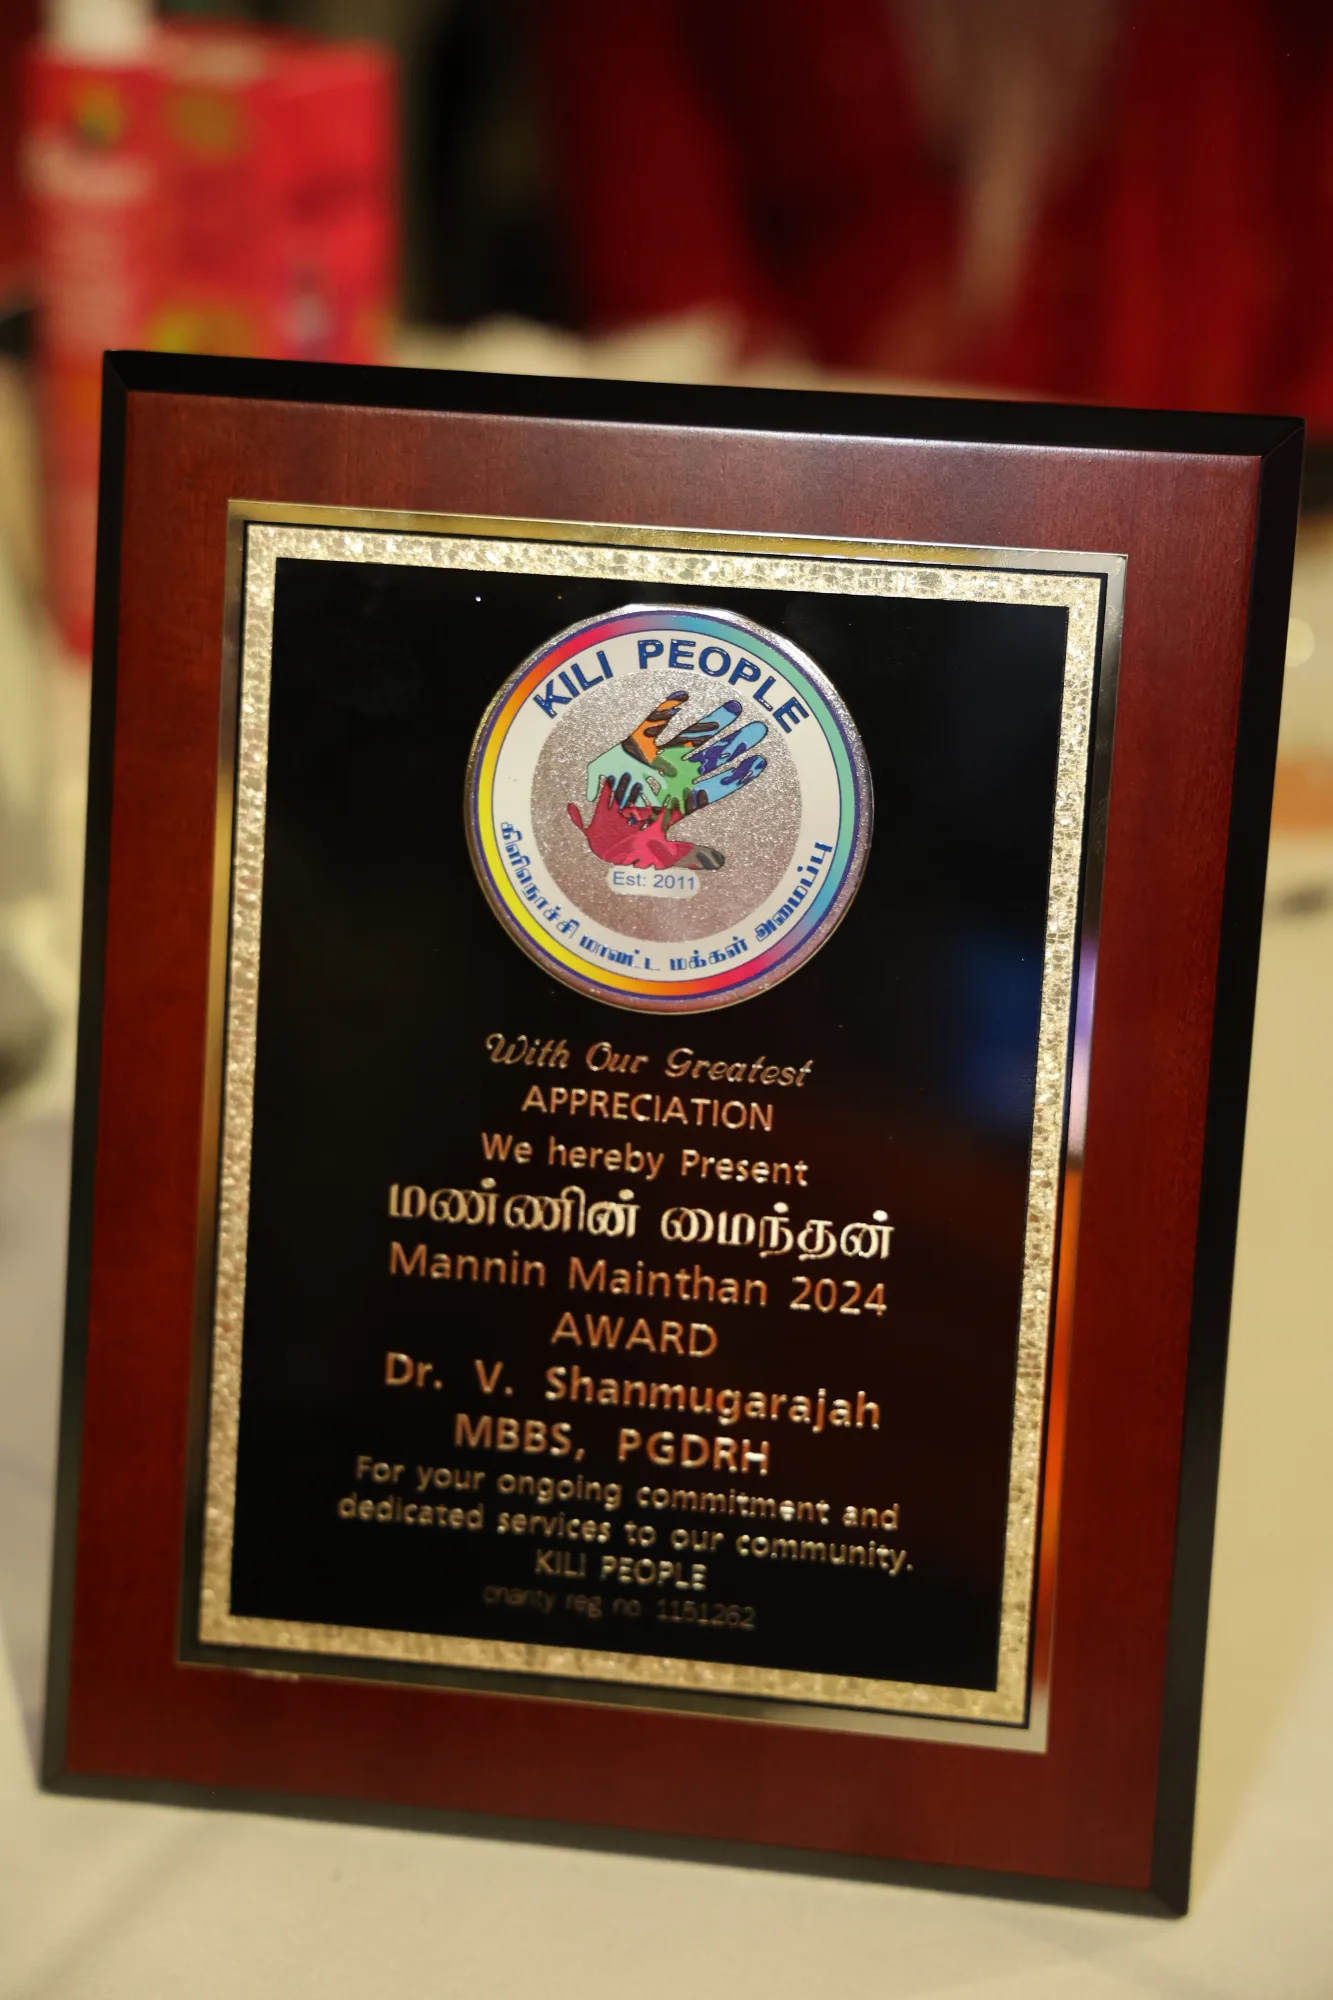 KILI PEOPLE
Est: 2011
கிளிநொச்சி மாவட்ட மக்கள் அமைப்பு
With Our Greatest
APPRECIATION
We hereby Present
மண்ணின் மைந்தன்
Mannin Mainthan 2024
AWARD
Dr. V. Shanmugarajah
MBBS, PGDRH
For your ongoing commitment and
dedicated services to our community.
KILI PEOPLE
charity reg no 1151262